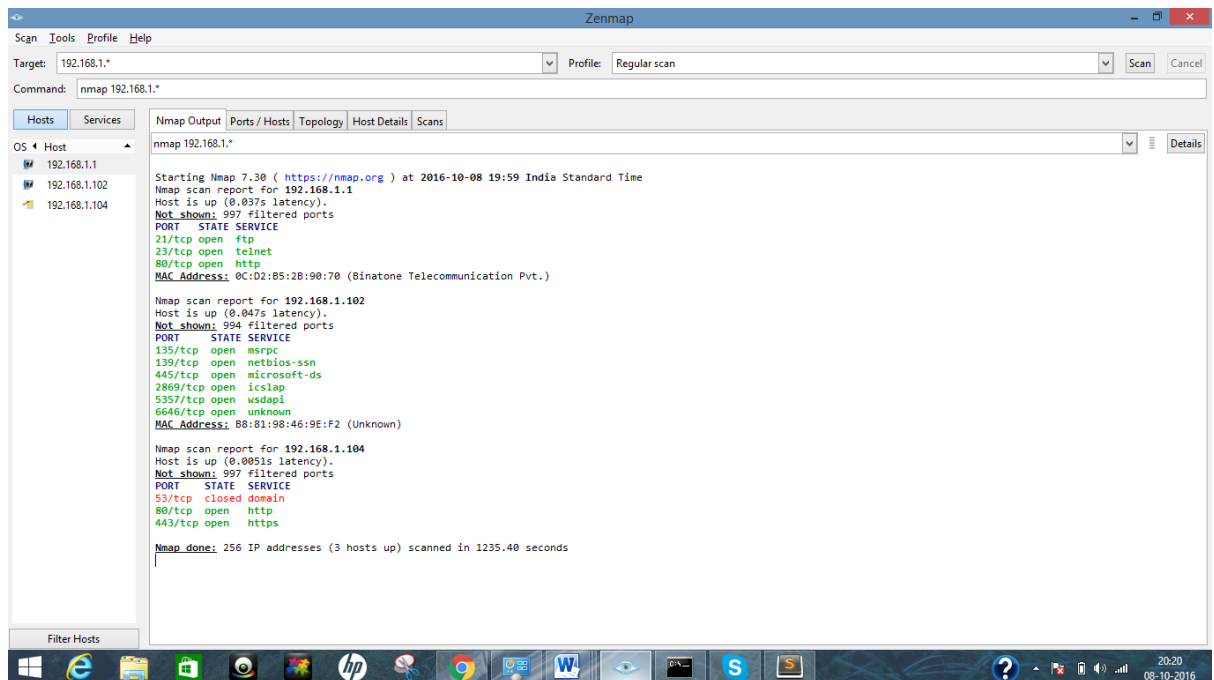 Zenmap
Scan Tools Profile Help
Target: 192.168.1.* Profile: Regular scan Scan Cancel
Command: nmap 192.168.1.*
Hosts Services Nmap Output Ports / Hosts Topology Host Details Scans
OS Host
192.168.1.1
192.168.1.102
192.168.1.104
Filter Hosts
nmap 192.168.1.* Details
Starting Nmap 7.30 ( https://nmap.org ) at 2016-10-08 19:59 India Standard Time
Nmap scan report for 192.168.1.1
Host is up (0.037s latency).
Not shown: 997 filtered ports
PORT STATE SERVICE
21/tcp open ftp
23/tcp open telnet
80/tcp open http
MAC Address: 0C:D2:B5:2B:90:70 (Binatone Telecommunication Pvt.)
Nmap scan report for 192.168.1.102
Host is up (0.047s latency).
Not shown: 994 filtered ports
PORT STATE SERVICE
135/tcp open msrpc
139/tcp open netbios-ssn
445/tcp open microsoft-ds
2869/tcp open icslap
5357/tcp open wsdapi
6646/tcp open unknown
MAC Address: B8:81:98:46:9E:F2 (Unknown)
Nmap scan report for 192.168.1.104
Host is up (0.0051s latency).
Not shown: 997 filtered ports
PORT STATE SERVICE
53/tcp closed domain
80/tcp open http
443/tcp open https
Nmap done: 256 IP addresses (3 hosts up) scanned in 1235.40 seconds
hp
W
C:\_
S
S
?
20:20
08-10-2016